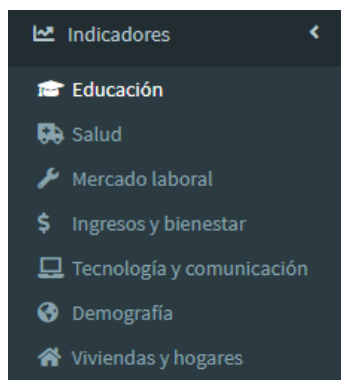 Indicadores
Educación
Salud
Mercado laboral
$ Ingresos y bienestar
Tecnología y comunicación
Demografía
Viviendas y hogares